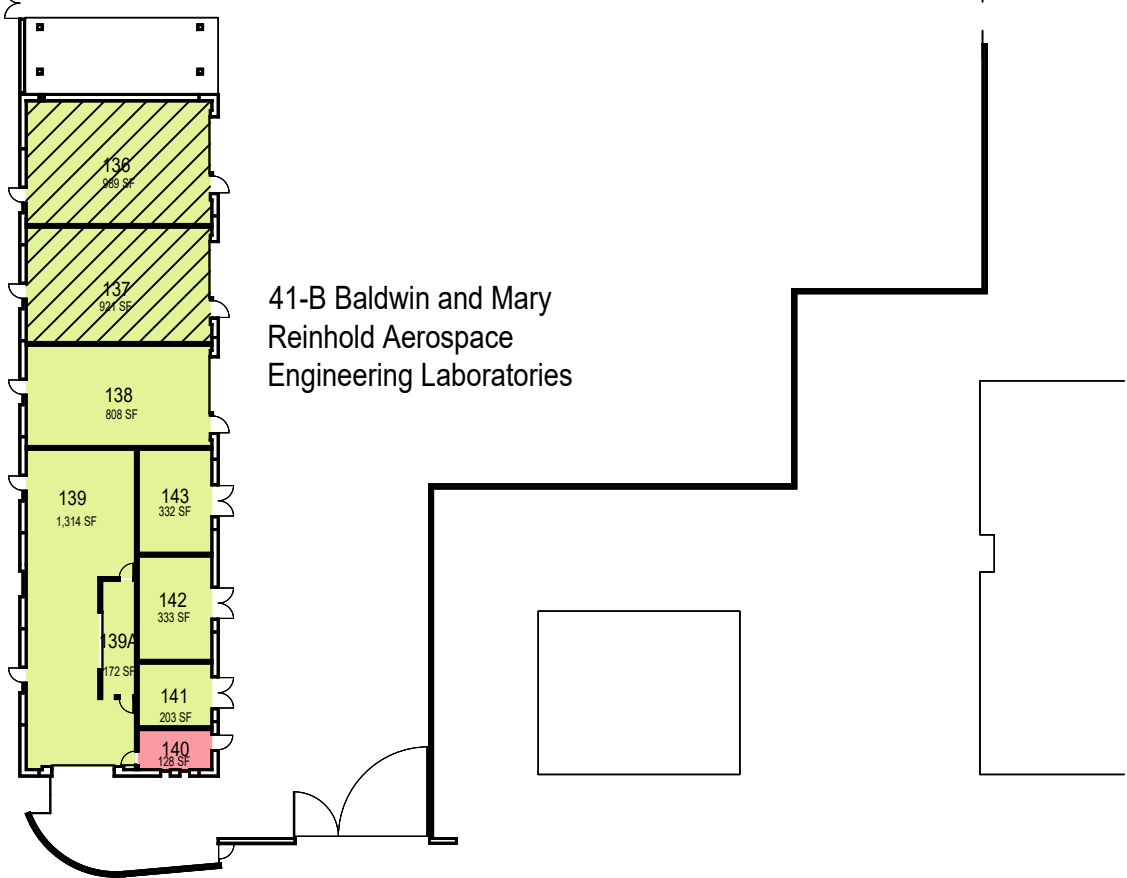 136
989 SF
137
921 SF
41-B Baldwin and Mary
Reinhold Aerospace
Engineering Laboratories
138
808 SF
139
1,314 SF
143
332 SF
142
333 SF
139A
172 SF
141
203 SF
140
128 SF